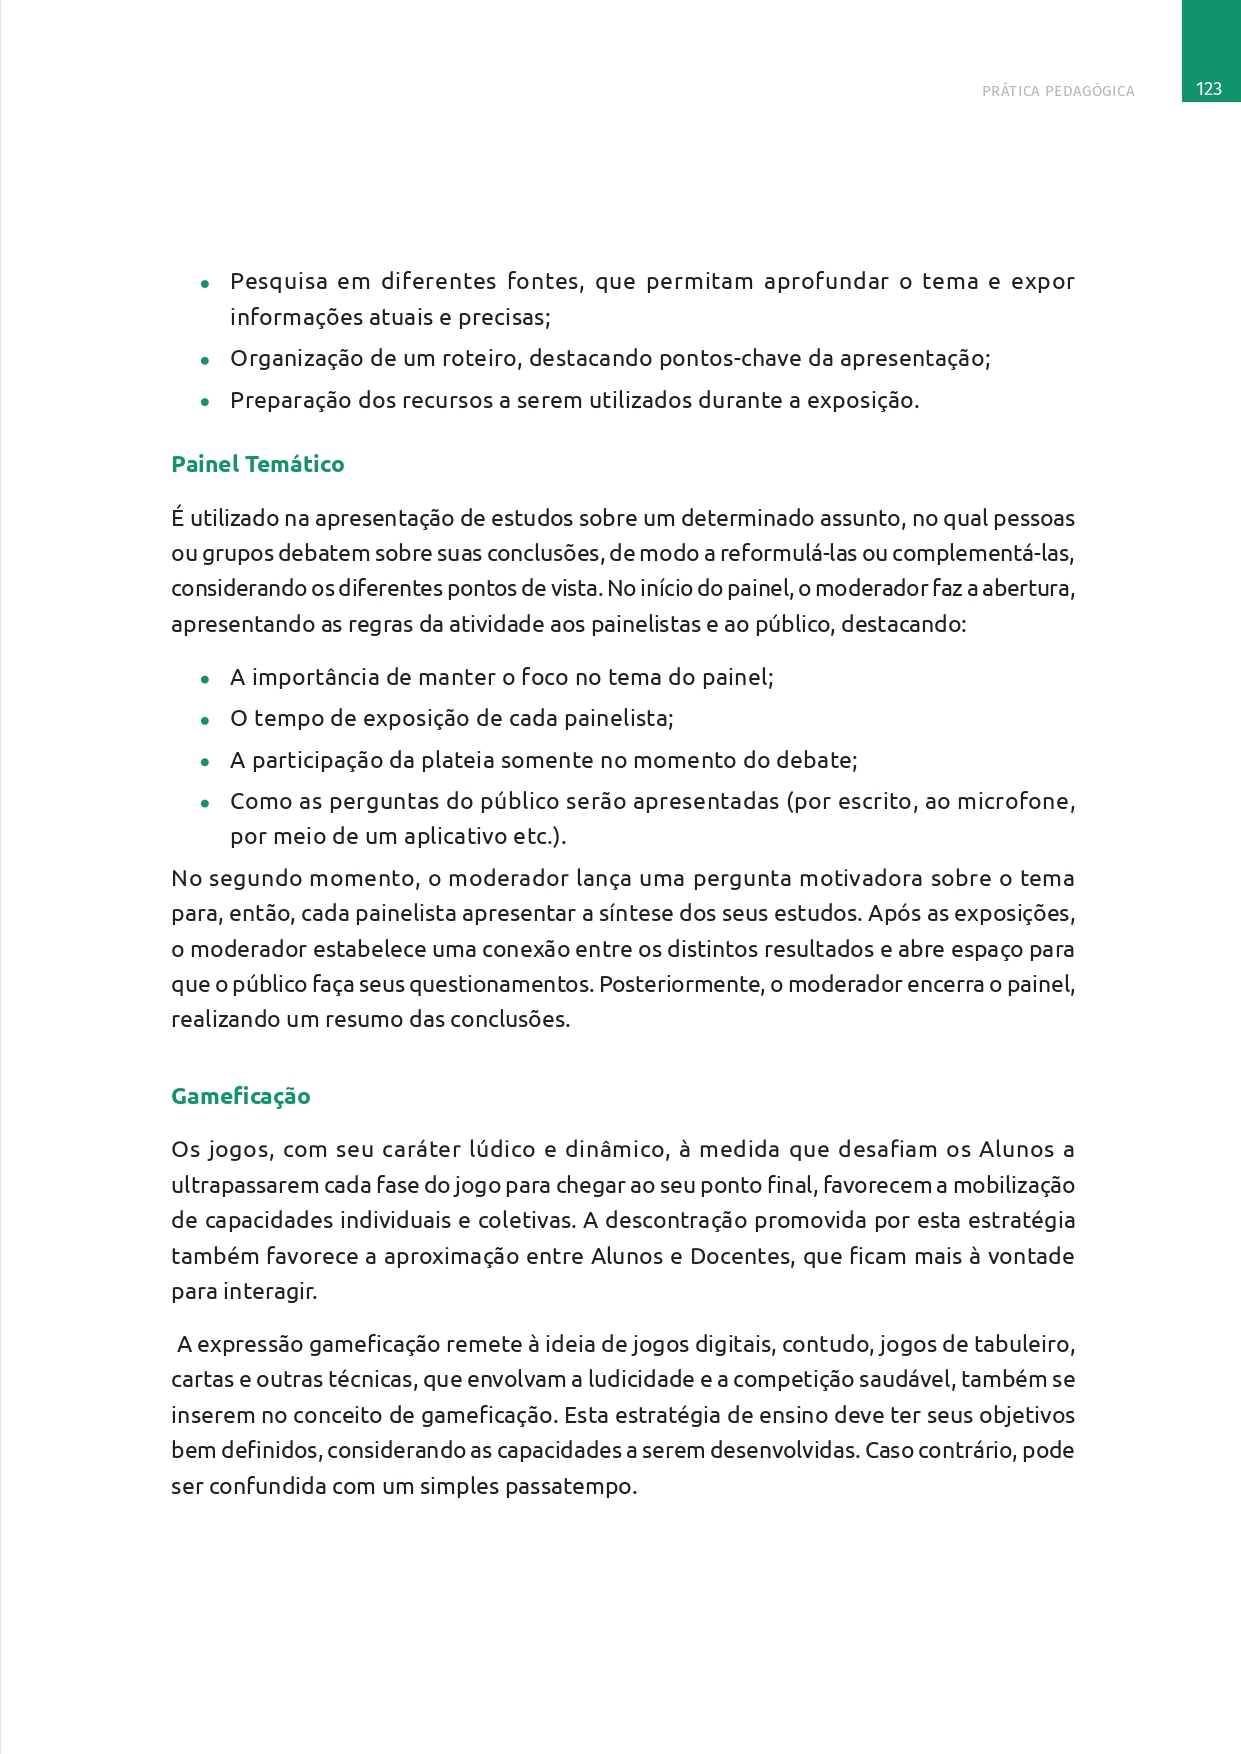 PRÁTICA PEDAGÓGICA
123
• Pesquisa em diferentes fontes, que permitam aprofundar o tema e expor
informações atuais e precisas;
• Organização de um roteiro, destacando pontos-chave da apresentação;
• Preparação dos recursos a serem utilizados durante a exposição.
Painel Temático
É utilizado na apresentação de estudos sobre um determinado assunto, no qual pessoas
ou grupos debatem sobre suas conclusões, de modo a reformulá-las ou complementá-las,
considerando os diferentes pontos de vista. No início do painel, o moderador faz a abertura,
apresentando as regras da atividade aos painelistas e ao público, destacando:
• A importância de manter o foco no tema do painel;
• O tempo de exposição de cada painelista;
• A participação da plateia somente no momento do debate;
• Como as perguntas do público serão apresentadas (por escrito, ao microfone,
por meio de um aplicativo etc.).
No segundo momento, o moderador lança uma pergunta motivadora sobre o tema
para, então, cada painelista apresentar a síntese dos seus estudos. Após as exposições,
o moderador estabelece uma conexão entre os distintos resultados e abre espaço para
que o público faça seus questionamentos. Posteriormente, o moderador encerra o painel,
realizando um resumo das conclusões.
Gameficação
Os jogos, com seu caráter lúdico e dinâmico, à medida que desafiam os Alunos a
ultrapassarem cada fase do jogo para chegar ao seu ponto final, favorecem a mobilização
de capacidades individuais e coletivas. A descontração promovida por esta estratégia
também favorece a aproximação entre Alunos e Docentes, que ficam mais à vontade
para interagir.
A expressão gameficação remete à ideia de jogos digitais, contudo, jogos de tabuleiro,
cartas e outras técnicas, que envolvam a ludicidade e a competição saudável, também se
inserem no conceito de gameficação. Esta estratégia de ensino deve ter seus objetivos
bem definidos, considerando as capacidades a serem desenvolvidas. Caso contrário, pode
ser confundida com um simples passatempo.